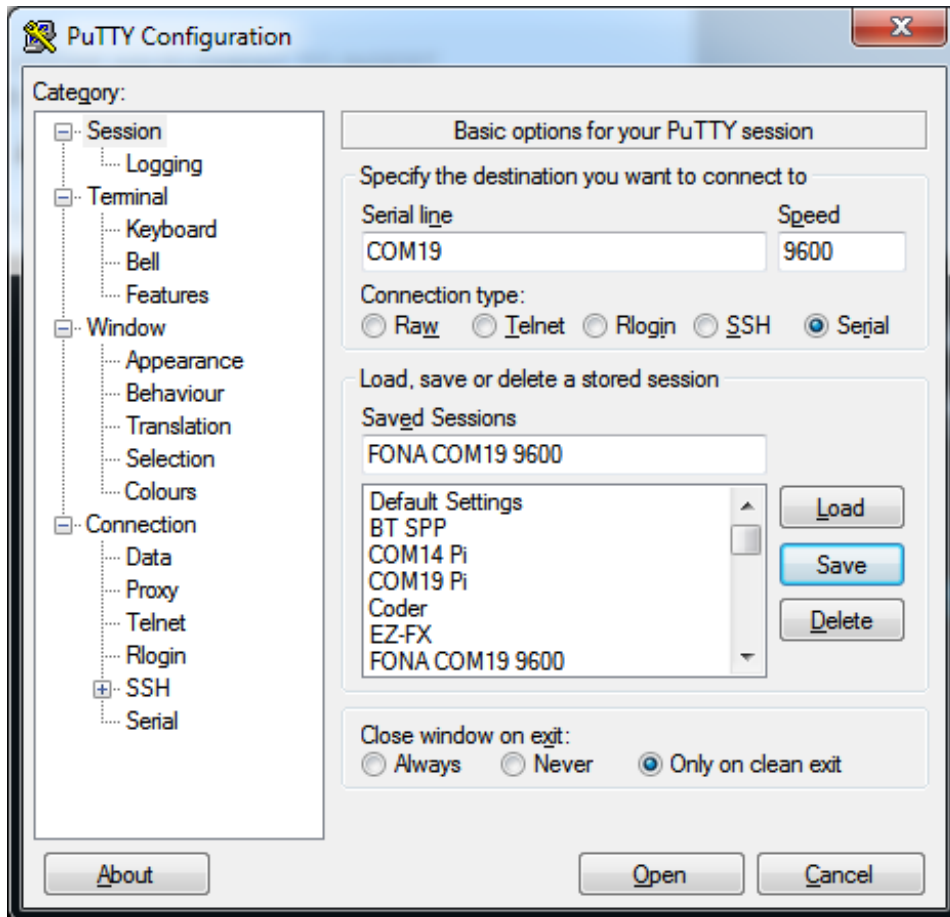 PuTTY Configuration
X
Category:
Session
Logging
Terminal
Keyboard
Bell
Features
Window
Appearance
Behaviour
Translation
Selection
Colours
Connection
Data
Proxy
Telnet
Rlogin
SSH
Serial
Basic options for your PuTTY session
Specify the destination you want to connect to
Serial line Speed
COM19 9600
Connection type:
Raw Telnet Rlogin SSH Serial
Load, save or delete a stored session
Saved Sessions
FONA COM19 9600
Default Settings
BT SPP
COM14 Pi
COM19 Pi
Coder
EZ-FX
FONA COM19 9600
Load
Save
Delete
Close window on exit:
Always Never Only on clean exit
About Open Cancel